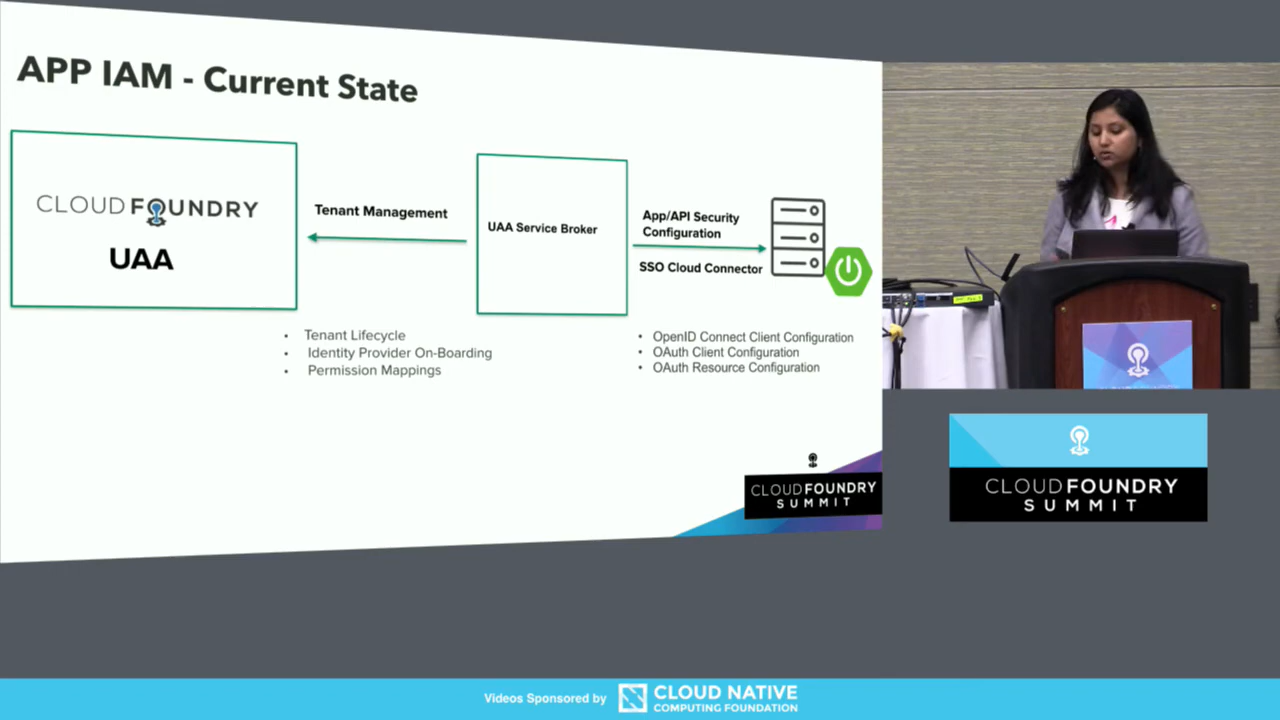 APP IAM - Current State
CLOUD FOUNDRY
UAA
Tenant Management
UAA Service Broker
App/API Security
Configuration
SSO Cloud Connector
• Tenant Lifecycle
• Identity Provider On-Boarding
• Permission Mappings
• OpenID Connect Client Configuration
• OAuth Client Configuration
• OAuth Resource Configuration
CLOUD FOUNDRY
SUMMIT
CLOUD FOUNDRY
SUMMIT
Videos Sponsored by
CLOUD NATIVE
COMPUTING FOUNDATION